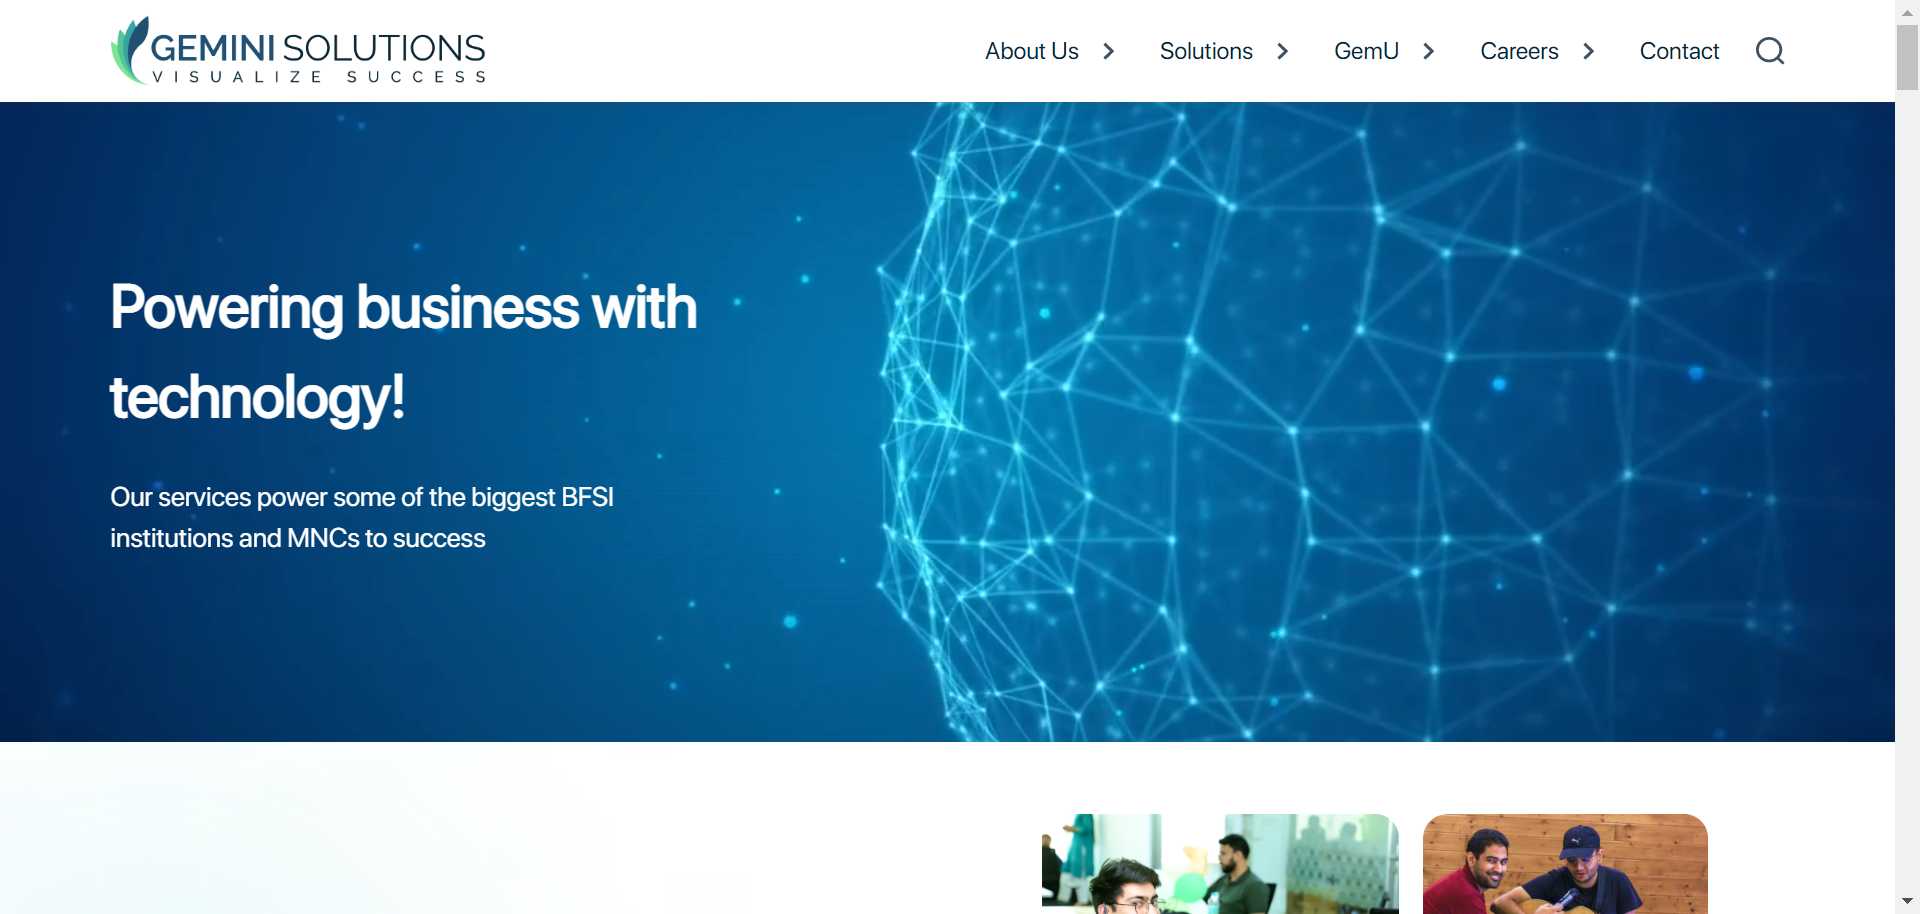 GEMINI SOLUTIONS
VISUALIZE SUCCESS
About Us
Solutions
GemU
Careers
Contact
Powering business with
technology!
Our services power some of the biggest BFSI
institutions and MNCs to success